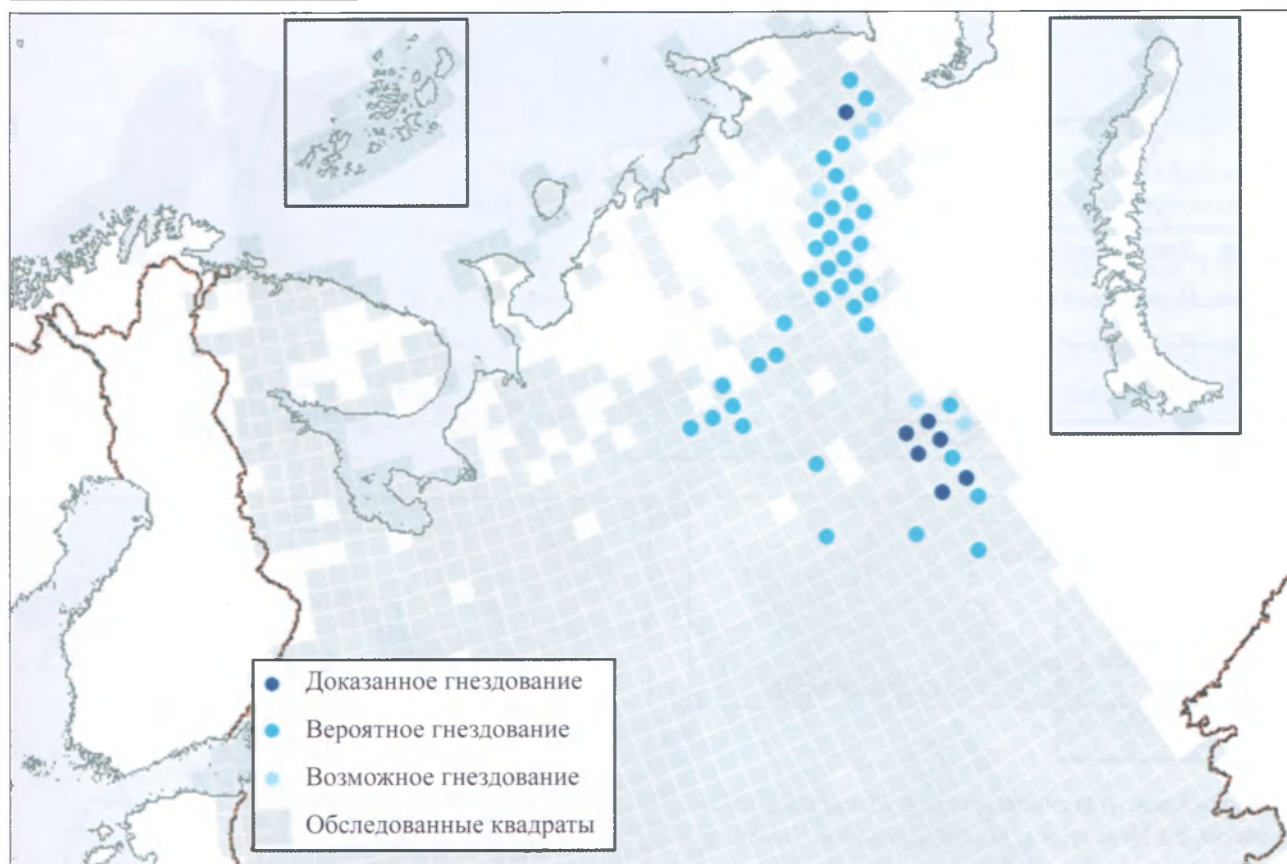 Доказанное гнездование
Вероятное гнездование
Возможное гнездование
Обследованные квадраты